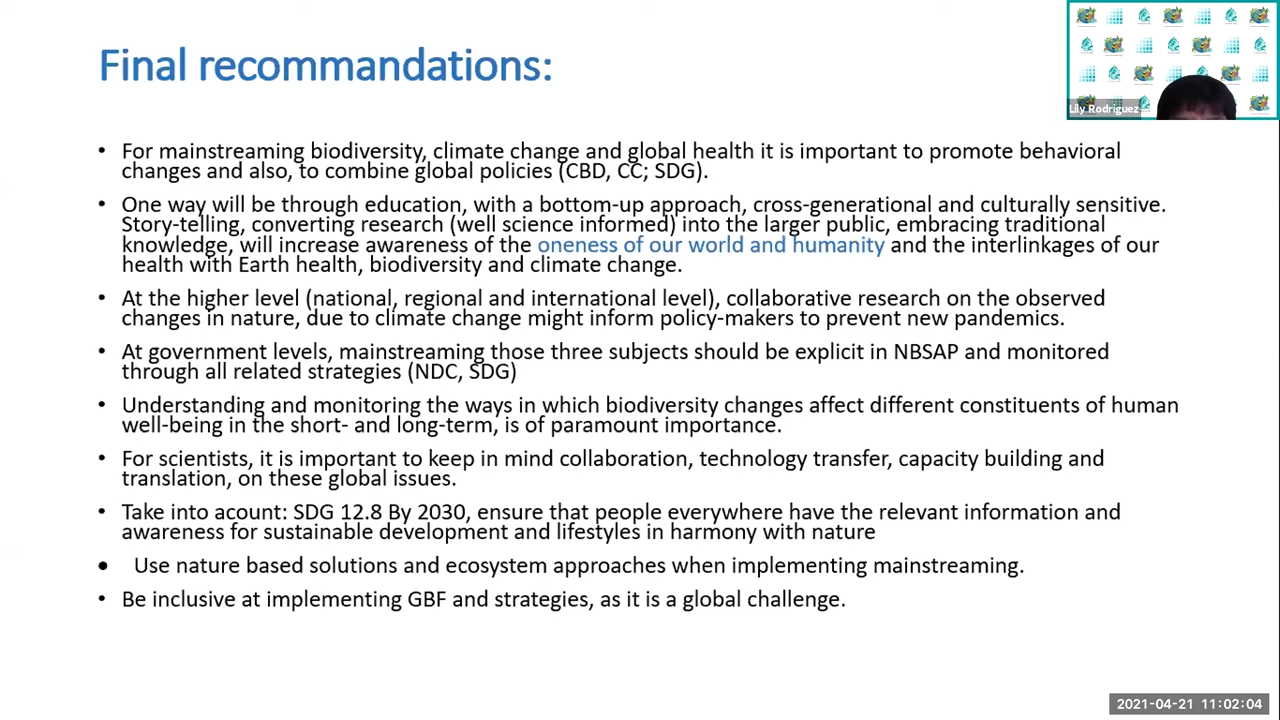 Final recommandations:
Lily Rodriguez
• For mainstreaming biodiversity, climate change and global health it is important to promote behavioral
changes and also, to combine global policies (CBD, CC; SDG).
• One way will be through education, with a bottom-up approach, cross-generational and culturally sensitive.
Story-telling, converting research (well science informed) into the larger public, embracing traditional
knowledge, will increase awareness of the oneness of our world and humanity and the interlinkages of our
health with Earth health, biodiversity and climate change.
• At the higher level (national, regional and international level), collaborative research on the observed
changes in nature, due to climate change might inform policy-makers to prevent new pandemics.
• At government levels, mainstreaming those three subjects should be explicit in NBSAP and monitored
through all related strategies (NDC, SDG)
• Understanding and monitoring the ways in which biodiversity changes affect different constituents of human
well-being in the short- and long-term, is of paramount importance.
• For scientists, it is important to keep in mind collaboration, technology transfer, capacity building and
translation, on these global issues.
• Take into acount: SDG 12.8 By 2030, ensure that people everywhere have the relevant information and
awareness for sustainable development and lifestyles in harmony with nature
• Use nature based solutions and ecosystem approaches when implementing mainstreaming.
• Be inclusive at implementing GBF and strategies, as it is a global challenge.
2021-04-21 11:02:04